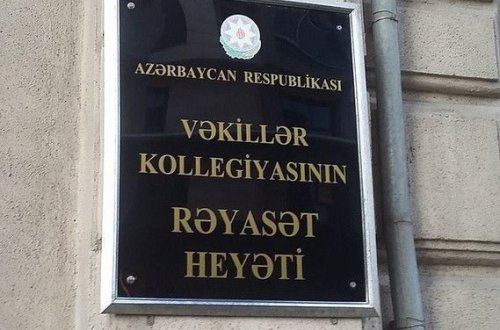 AZƏRBAYCAN RESPUBLİKASI
VƏKİLLƏR
KOLLEGİYASININ
RƏYASƏT
HEYƏTİ